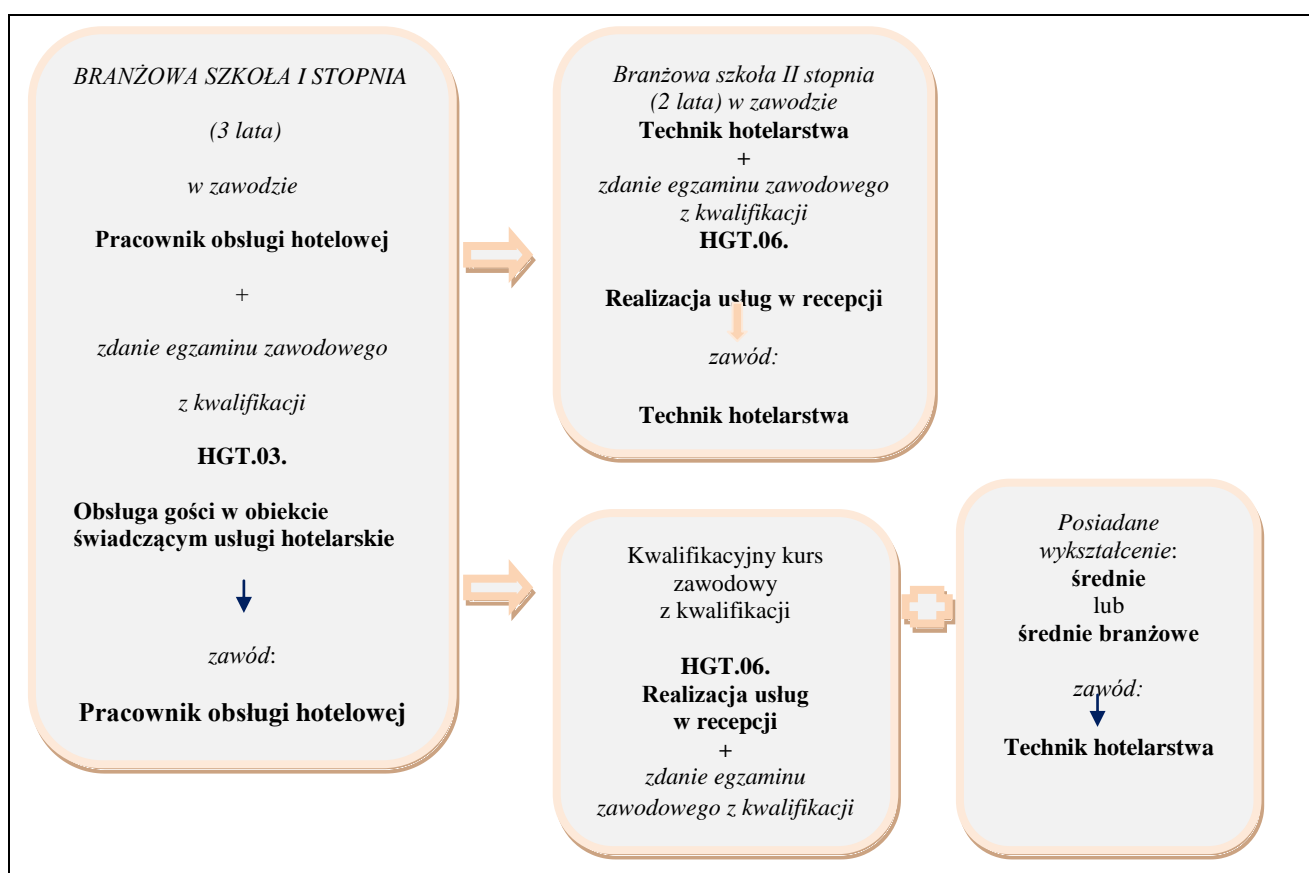 BRANŻOWA SZKOŁA I STOPNIA
(3 lata)
w zawodzie
Pracownik obsługi hotelowej
+
zdanie egzaminu zawodowego
z kwalifikacji
HGT.03.
Obsługa gości w obiekcie
świadczącym usługi hotelarskie
zawód:
Pracownik obsługi hotelowej
Branżowa szkoła II stopnia
(2 lata) w zawodzie
Technik hotelarstwa
+
zdanie egzaminu zawodowego
z kwalifikacji
HGT.06.
Realizacja usług w recepcji
zawód:
Technik hotelarstwa
Kwalifikacyjny kurs
zawodowy
z kwalifikacji
HGT.06.
Realizacja usług
w recepcji
+
zdanie egzaminu
zawodowego z kwalifikacji
Posiadane
wykształcenie:
średnie
lub
średnie branżowe
zawód:
Technik hotelarstwa